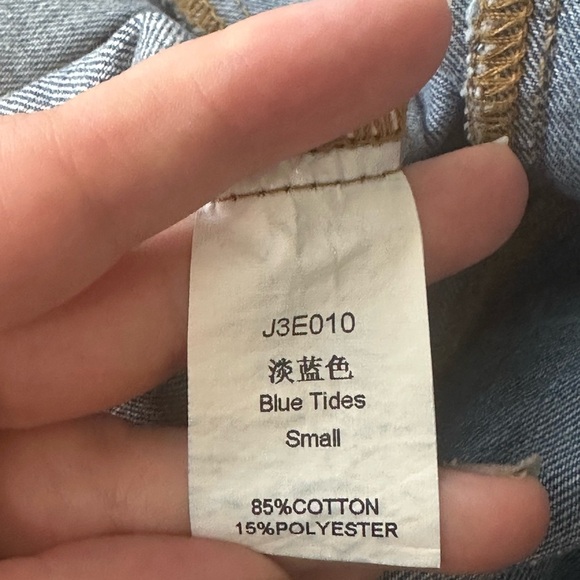 J3E010
淡蓝色
Blue Tides
Small
85%COTTON
15%POLYESTER